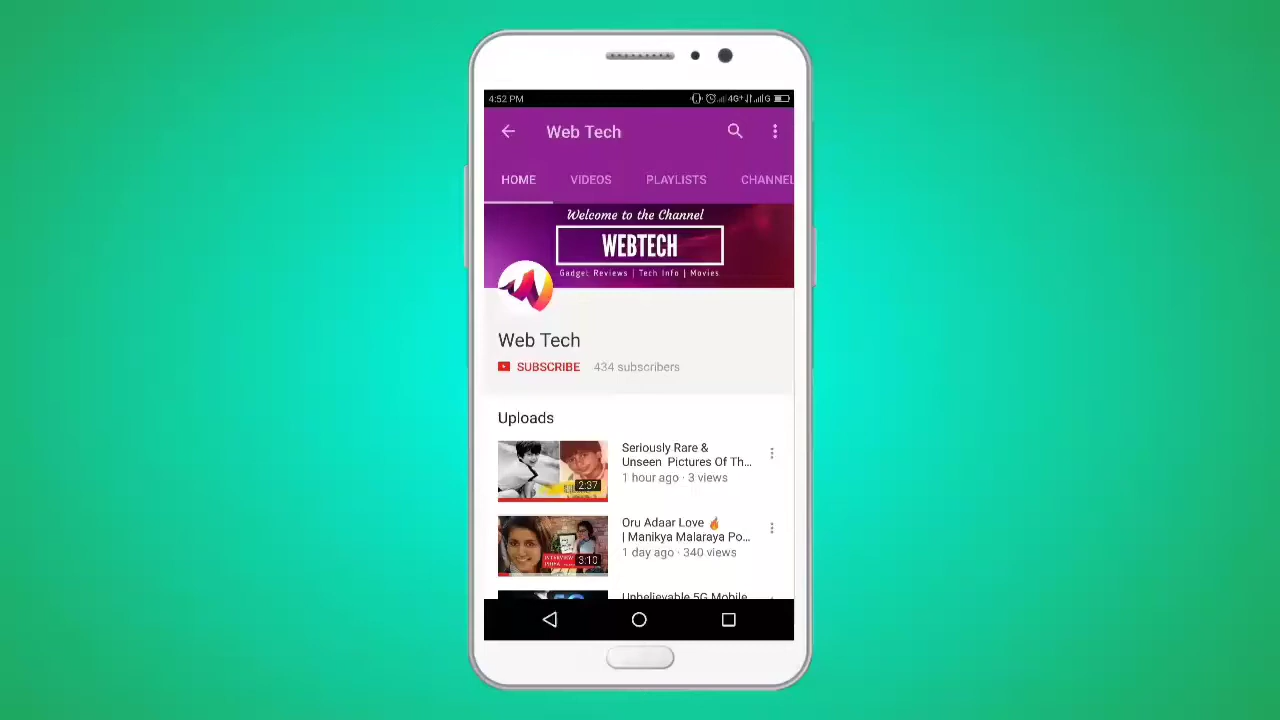 4:52 PM
4G+
G
Web Tech
HOME
VIDEOS
PLAYLISTS
CHANNEL
Welcome to the Channel
WEBTECH
Gadget Reviews | Tech Info | Movies
Web Tech
SUBSCRIBE
434 subscribers
Uploads
Seriously Rare &
Unseen Pictures Of Th...
1 hour ago · 3 views
2:37
Oru Adaar Love 🔥
| Manikya Malaraya Po...
1 day ago · 340 views
INTERVIEW
3:10
Unbelievable 5G Mobile